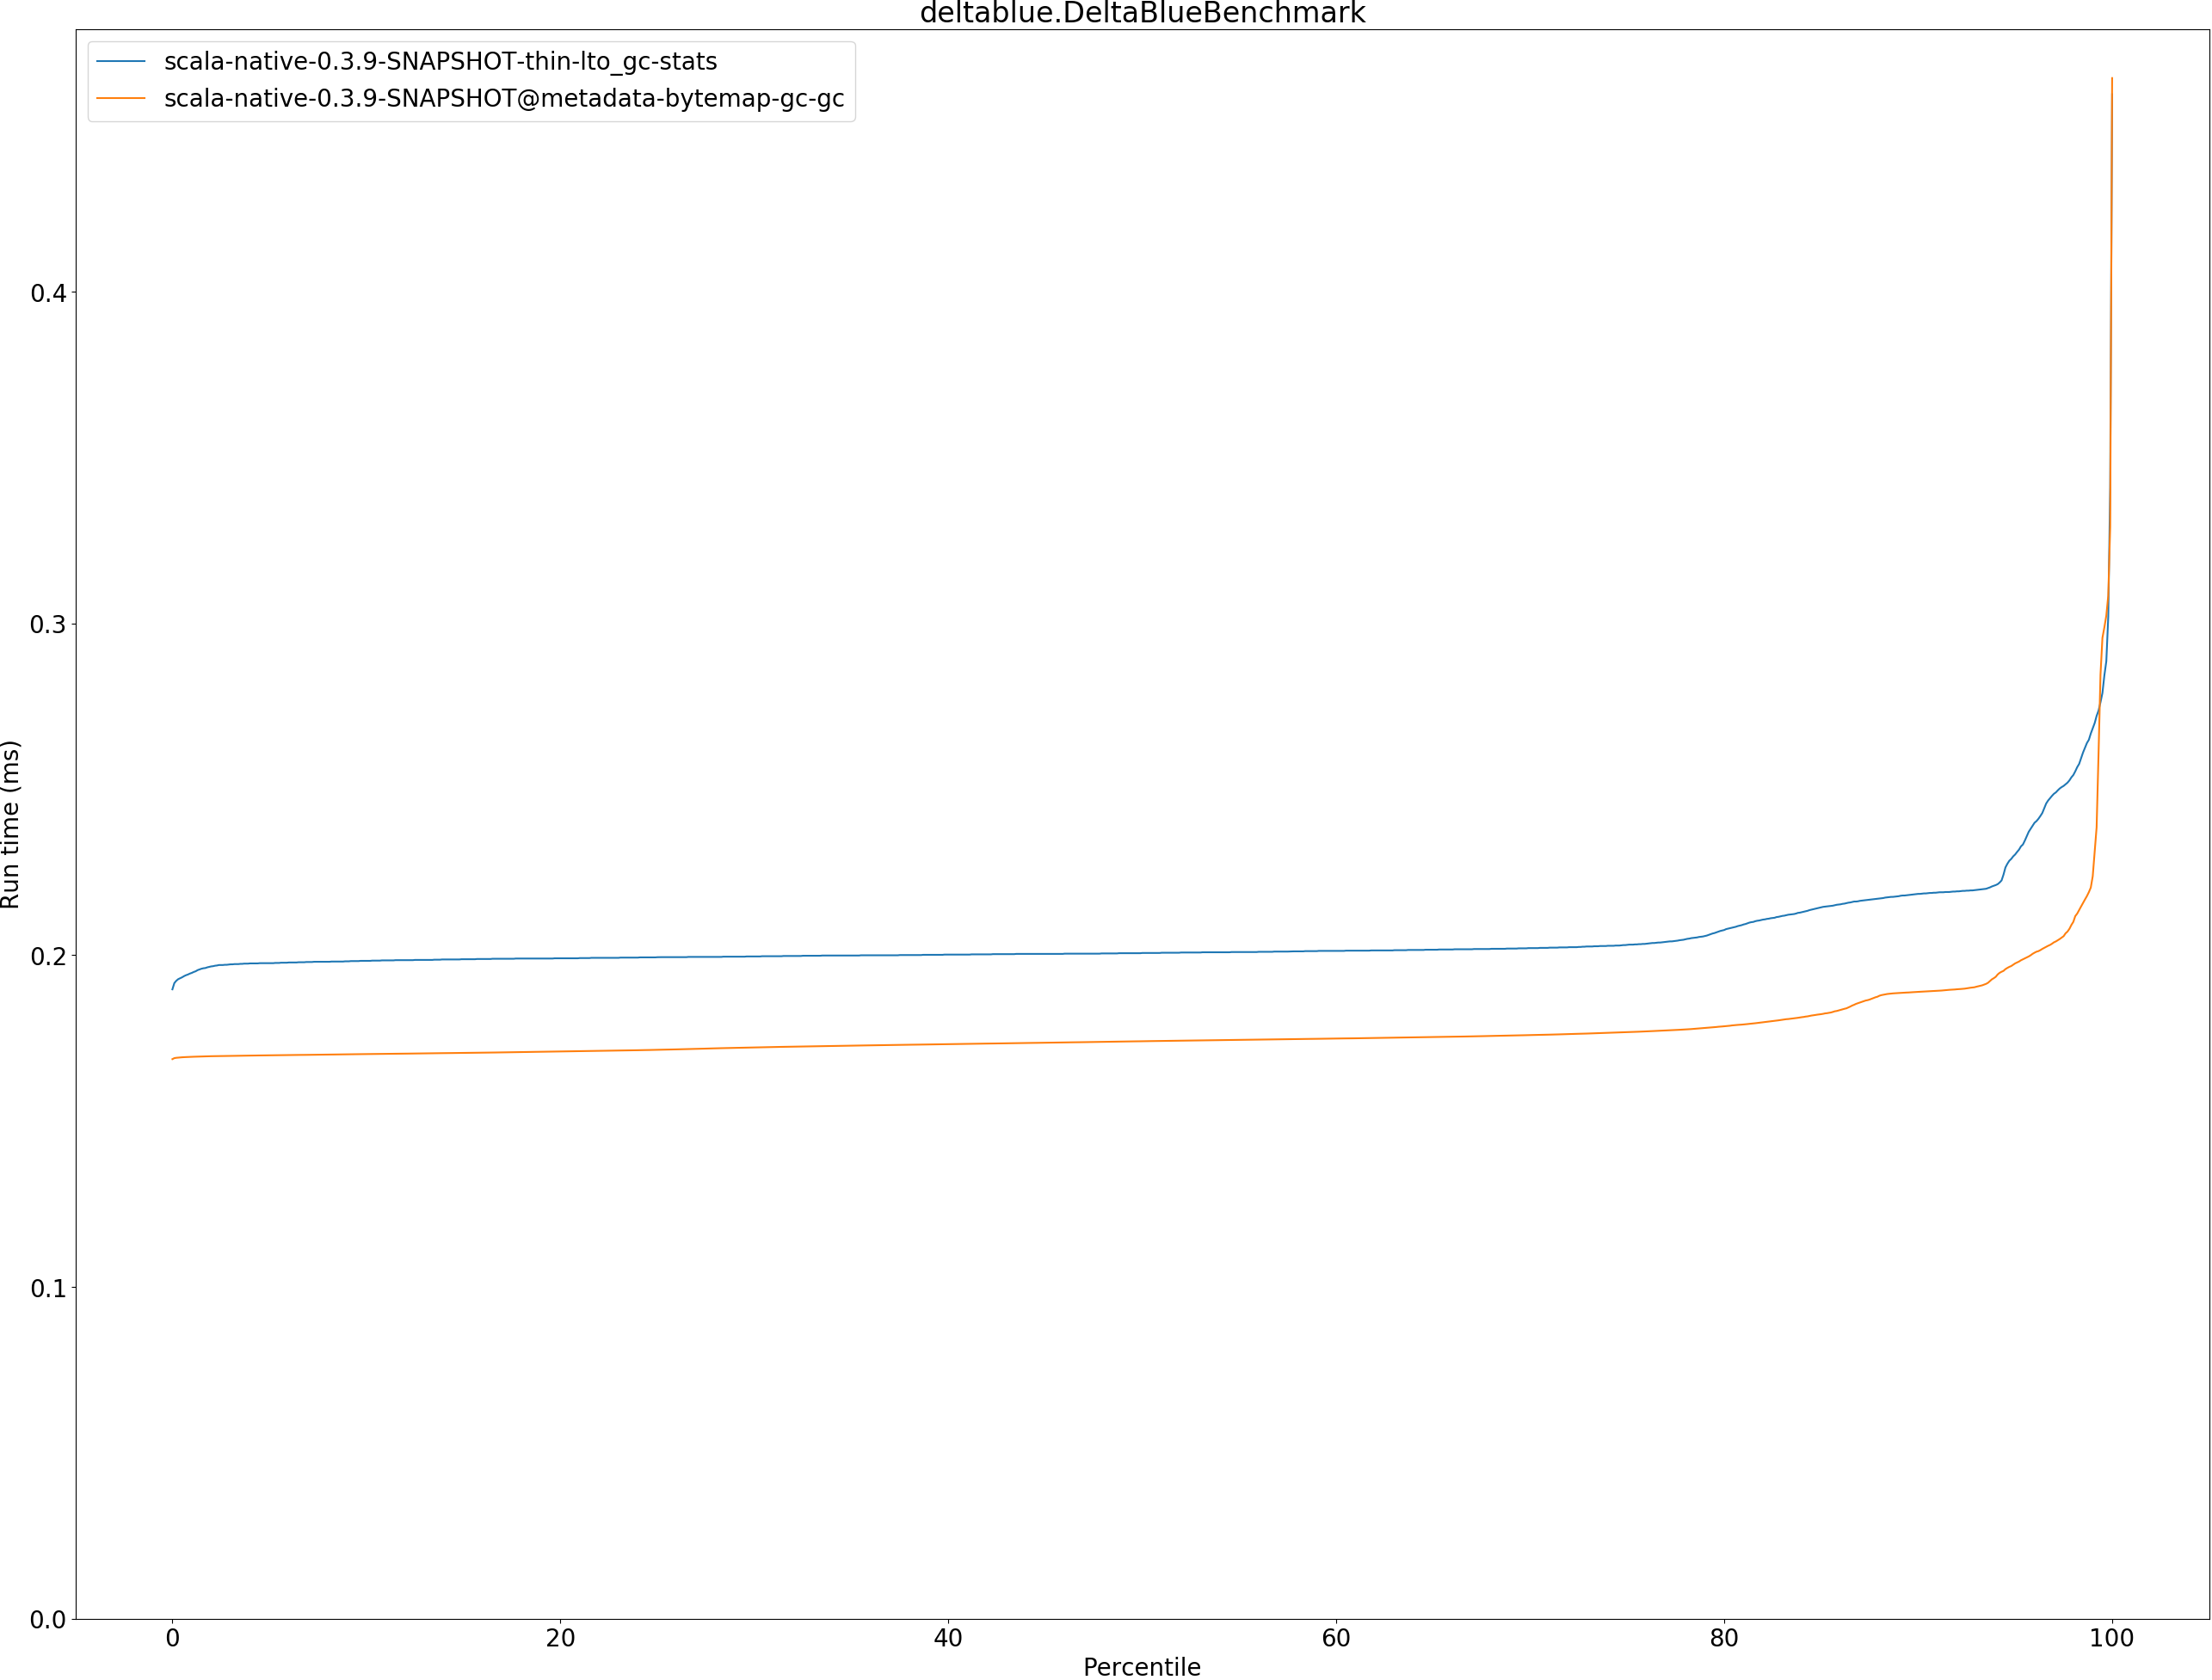 deltablue.DeltaBlueBenchmark
scala-native-0.3.9-SNAPSHOT-thin-lto_gc-stats
scala-native-0.3.9-SNAPSHOT@metadata-bytemap-gc-gc
0.4
0.3
0.2
0.1
0.0
Run time (ms)
0 20 40 60 80 100
Percentile